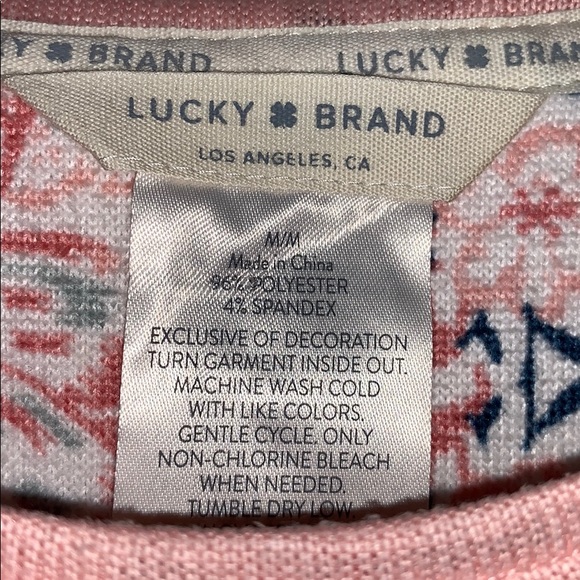 Y BRAND LUCKY BRA
LUCKY BRAND
LOS ANGELES, CA
M/M
Made in China
96% POLYESTER
4% SPANDEX
EXCLUSIVE OF DECORATION
TURN GARMENT INSIDE OUT.
MACHINE WASH COLD
WITH LIKE COLORS.
GENTLE CYCLE. ONLY
NON-CHLORINE BLEACH
WHEN NEEDED.
TUMBLE DRY LOW